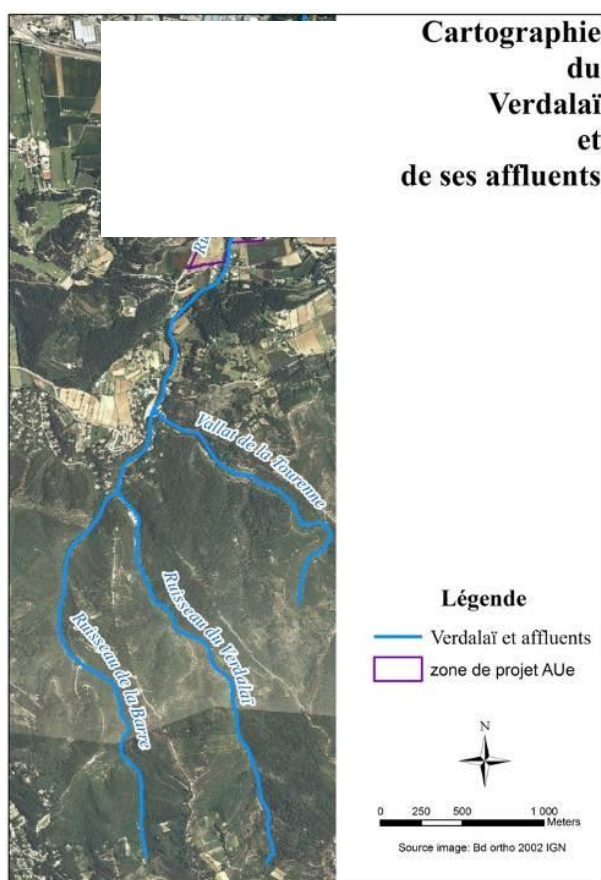 Cartographie
du
Verdalaï
et
de ses affluents
Ru
Vallat de la Tourenne
Ruisseau du Verdalaï
Ruisseau de la Barre
Légende
Verdalaï et affluents
zone de projet AUe
N
0 250 500 1 000
Meters
Source image: Bd ortho 2002 IGN